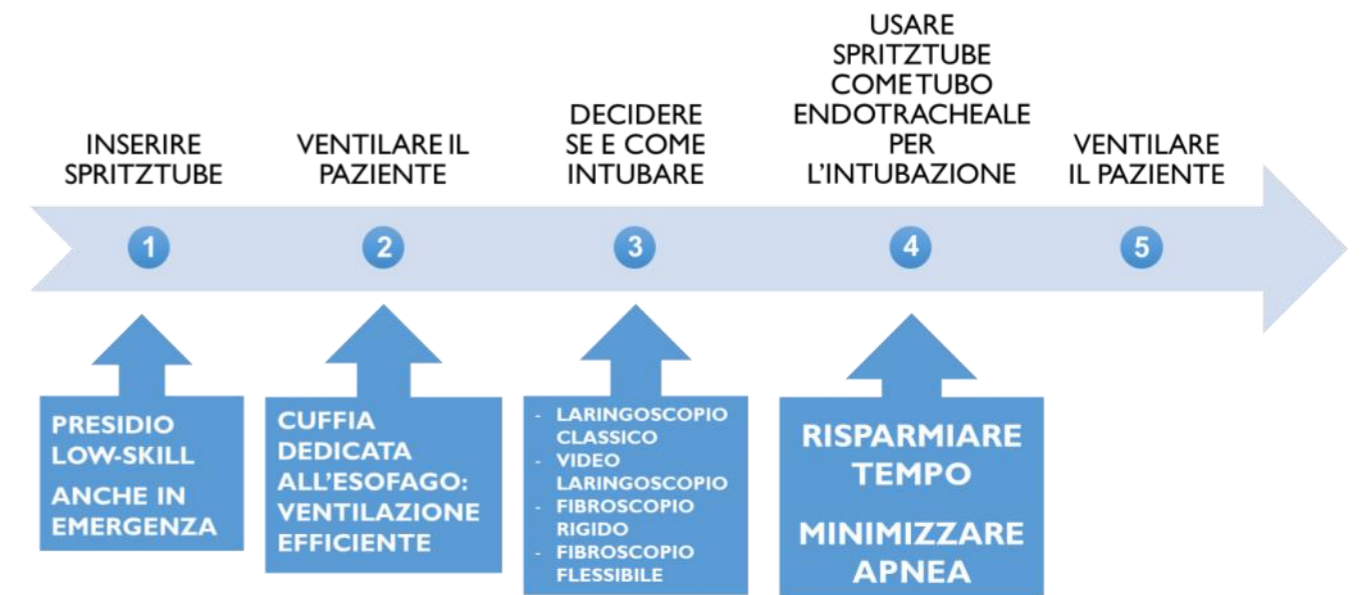 INSERIRE
SPRITZTUBE
VENTILARE IL
PAZIENTE
DECIDERE
SE E COME
INTUBARE
USARE
SPRITZTUBE
COMETUBO
ENDOTRACHEALE
PER
L'INTUBAZIONE
VENTILARE
IL PAZIENTE
1
2
3
4
5
PRESIDIO
LOW-SKILL
ANCHE IN
EMERGENZA
CUFFIA
DEDICATA
ALL'ESOFAGO:
VENTILAZIONE
EFFICIENTE
- LARINGOSCOPIO
CLASSICO
- VIDEO
LARINGOSCOPIO
- FIBROSCOPIO
RIGIDO
- FIBROSCOPIO
FLESSIBILE
RISPARMIARE
TEMPO
MINIMIZZARE
APNEA